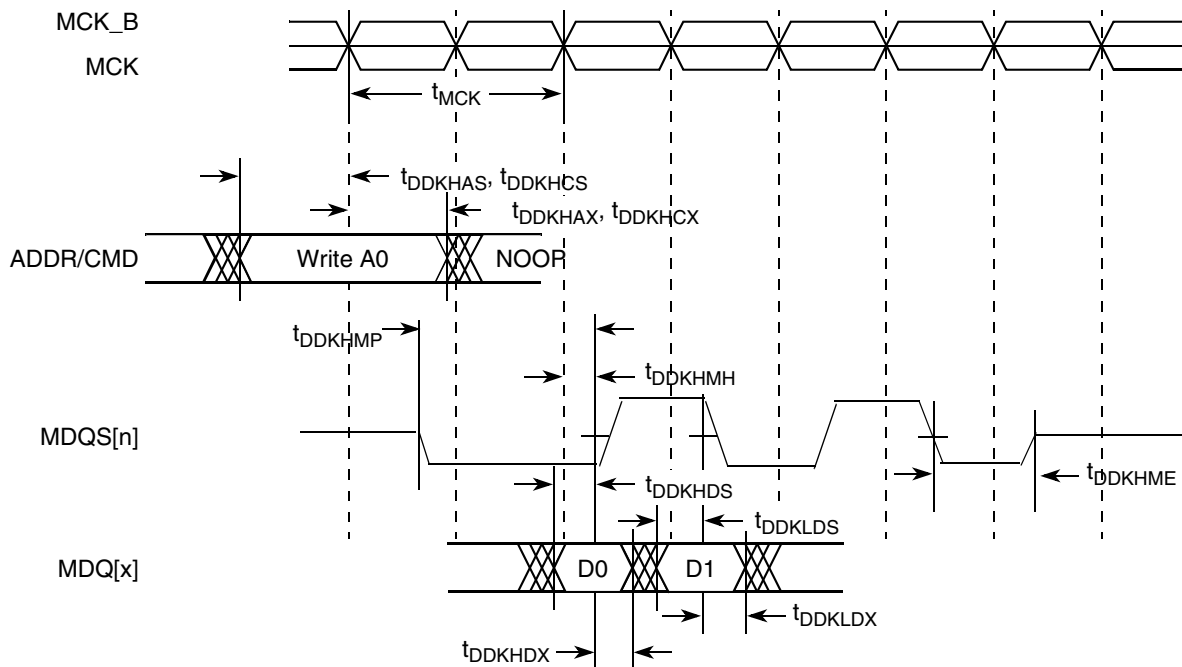 MCK_B
MCK
tMCK
tDDKHAS, tDDKHCS
tDDKHAX, tDDKHCX
ADDR/CMD
Write A0
NOOP
tDDKHMP
tDDKHMH
MDQS[n]
tDDKHME
tDDKHDS
tDDKLDS
MDQ[x]
D0
D1
tDDKLDX
tDDKHDX